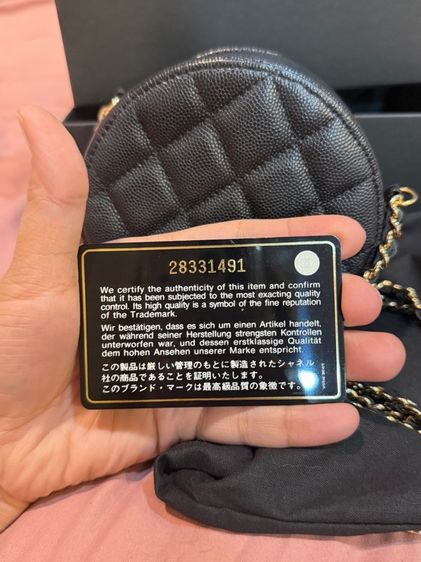 28331491
We certify the authenticity of this item and confirm
that it has been subjected to the most exacting quality
control. Its high quality is a symbol of the fine reputation
of the Trademark.
Wir bestätigen, dass es sich um einen Artikel handelt,
der während seiner Herstellung strengsten Kontrollen
unterworfen war, und dessen erstklassige Qualität
dem hohen Ansehen unserer Marke entspricht.
この製品は厳しい管理のもとに製造されたシャネル
社の商品であることを証明いたします。
このブランド・マークは最高級品質の象徴です。